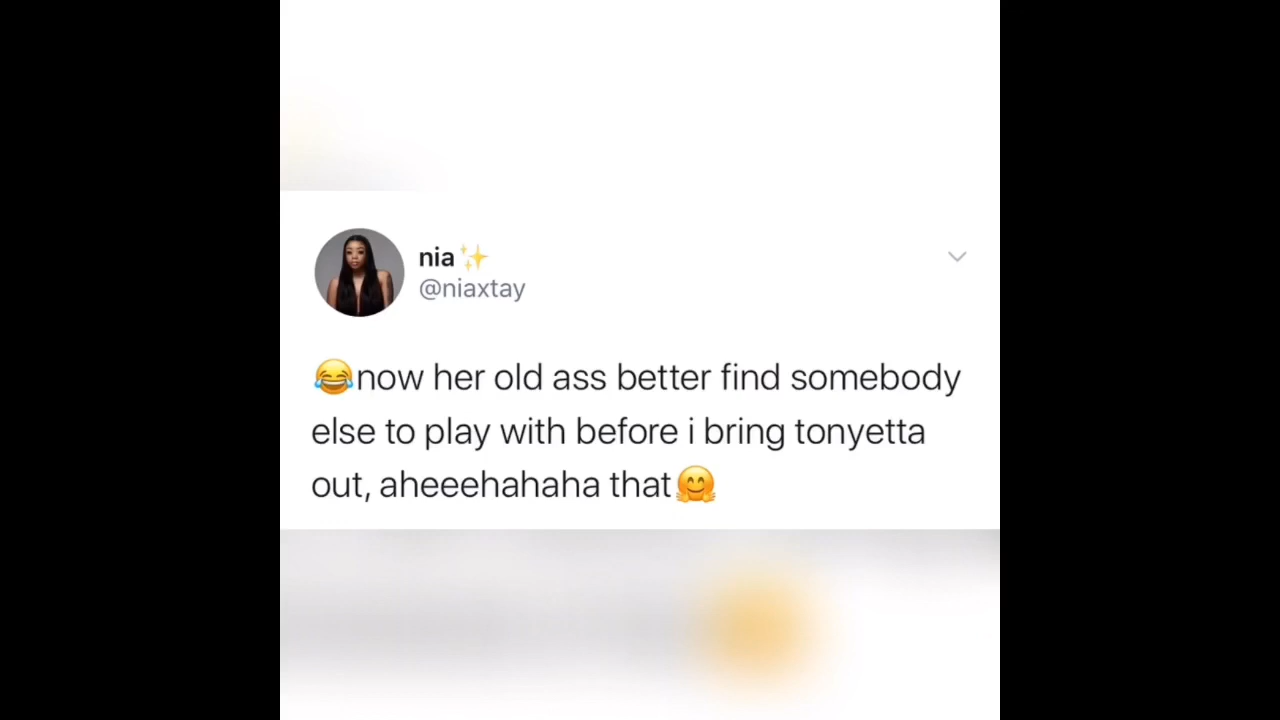 nia✨
@niaxtay
😂now her old ass better find somebody
else to play with before i bring tonyetta
out, aheeehahaha that🤗